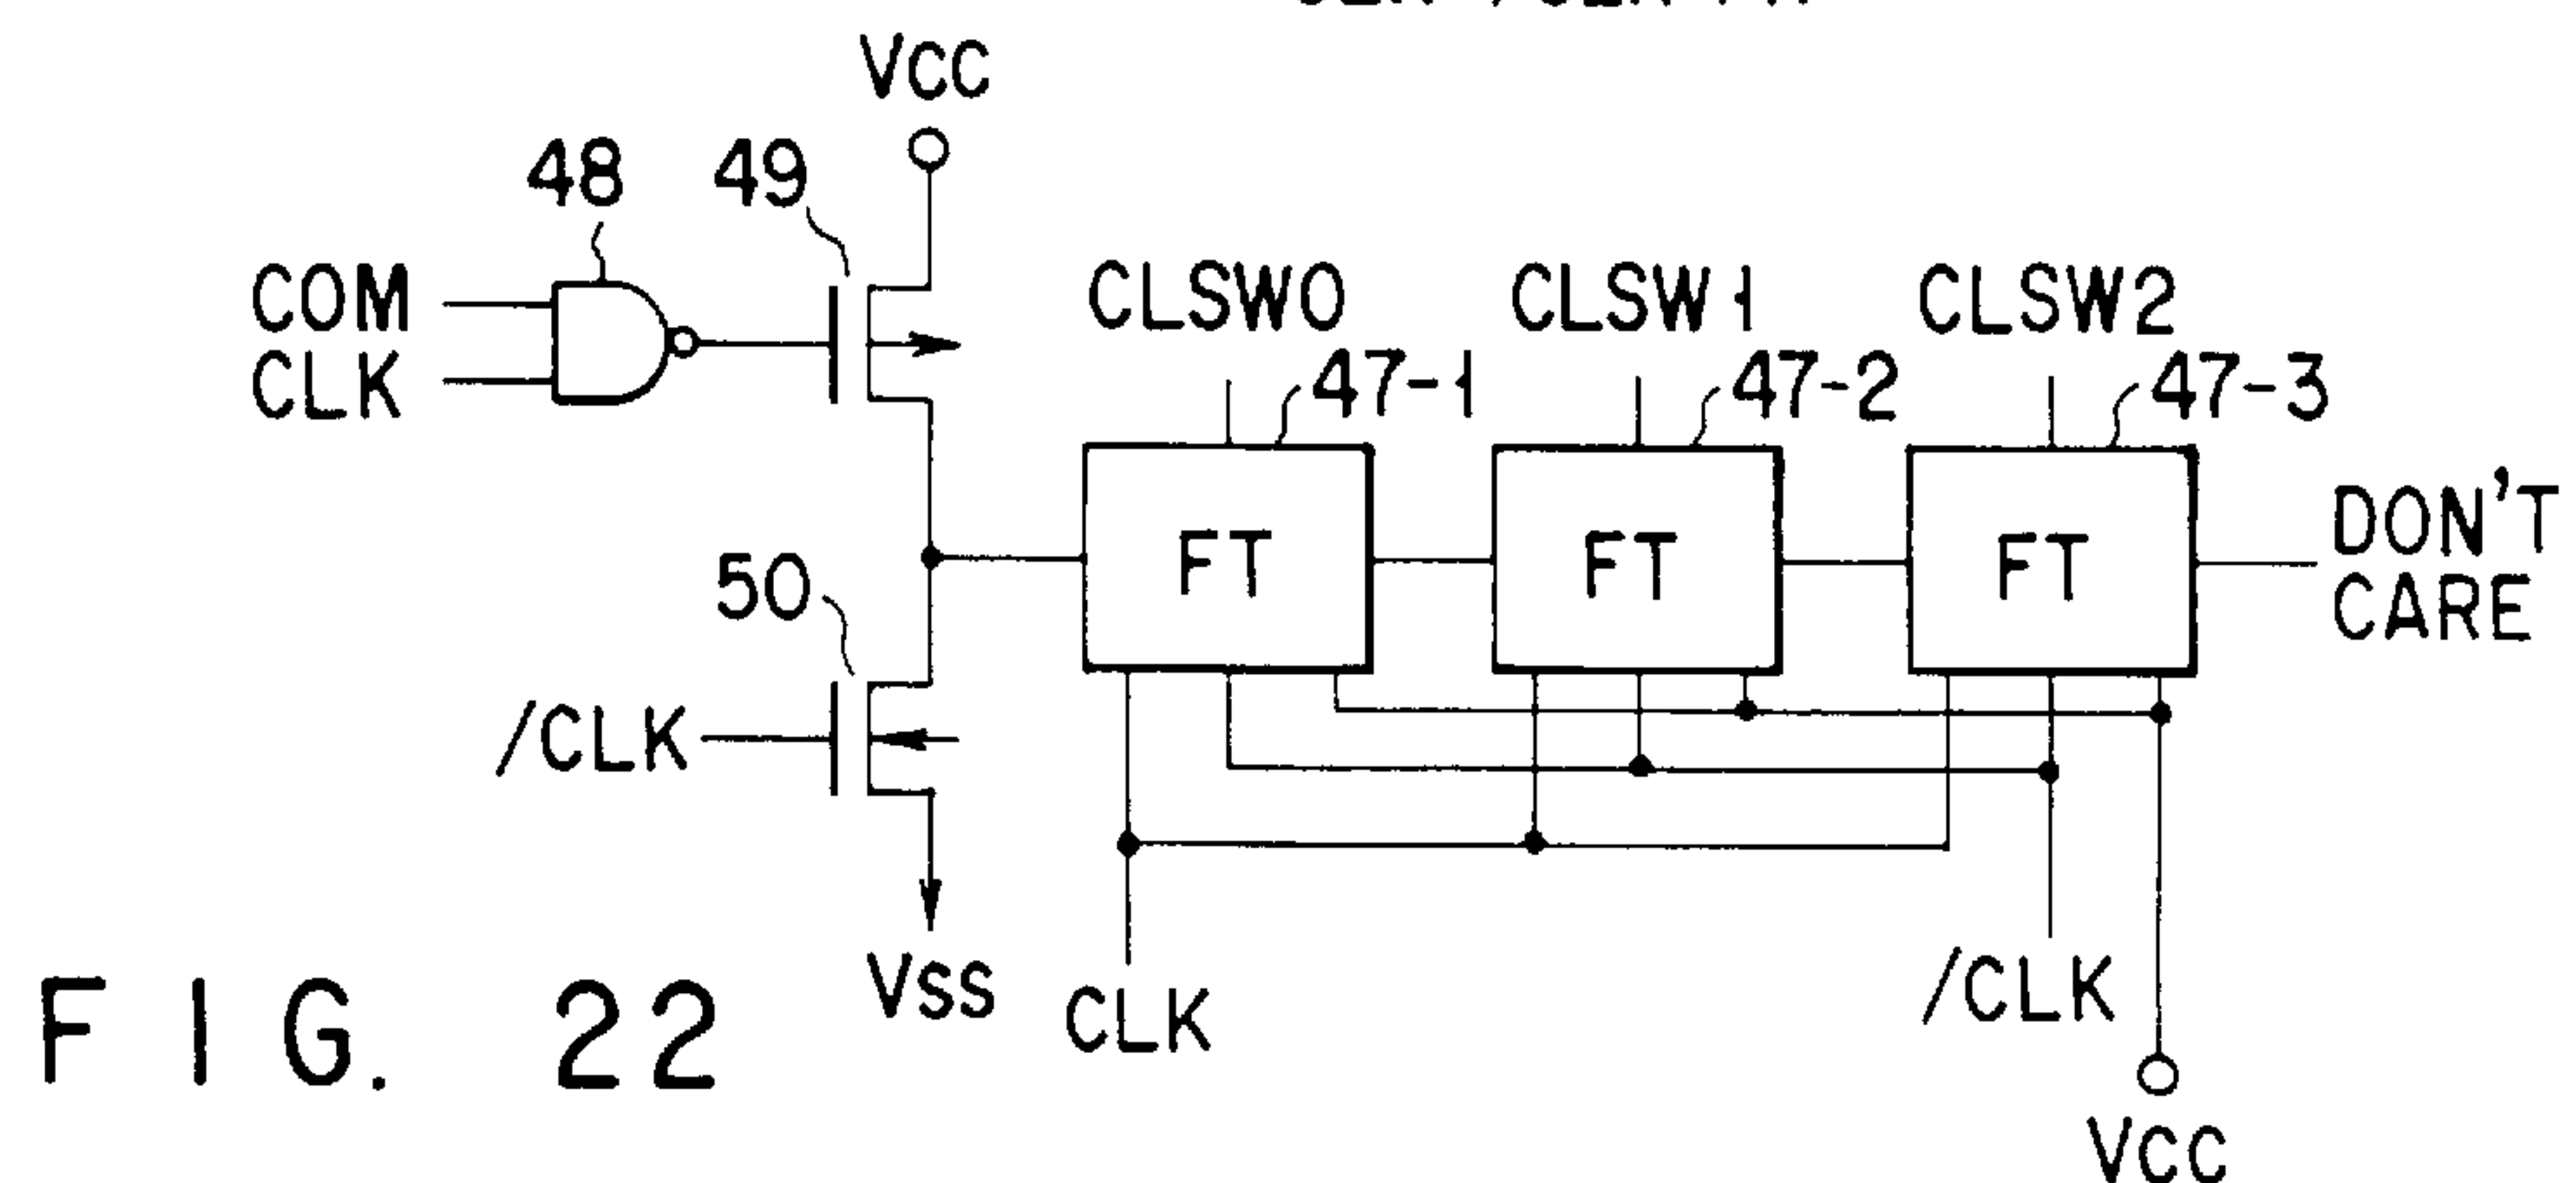 VCC
48
49
COM
CLK
CLSW0
CLSW1
CLSW2
47-1
47-2
47-3
FT
FT
FT
DON'T
CARE
50
/CLK
VSS
CLK
/CLK
VCC
FIG. 22